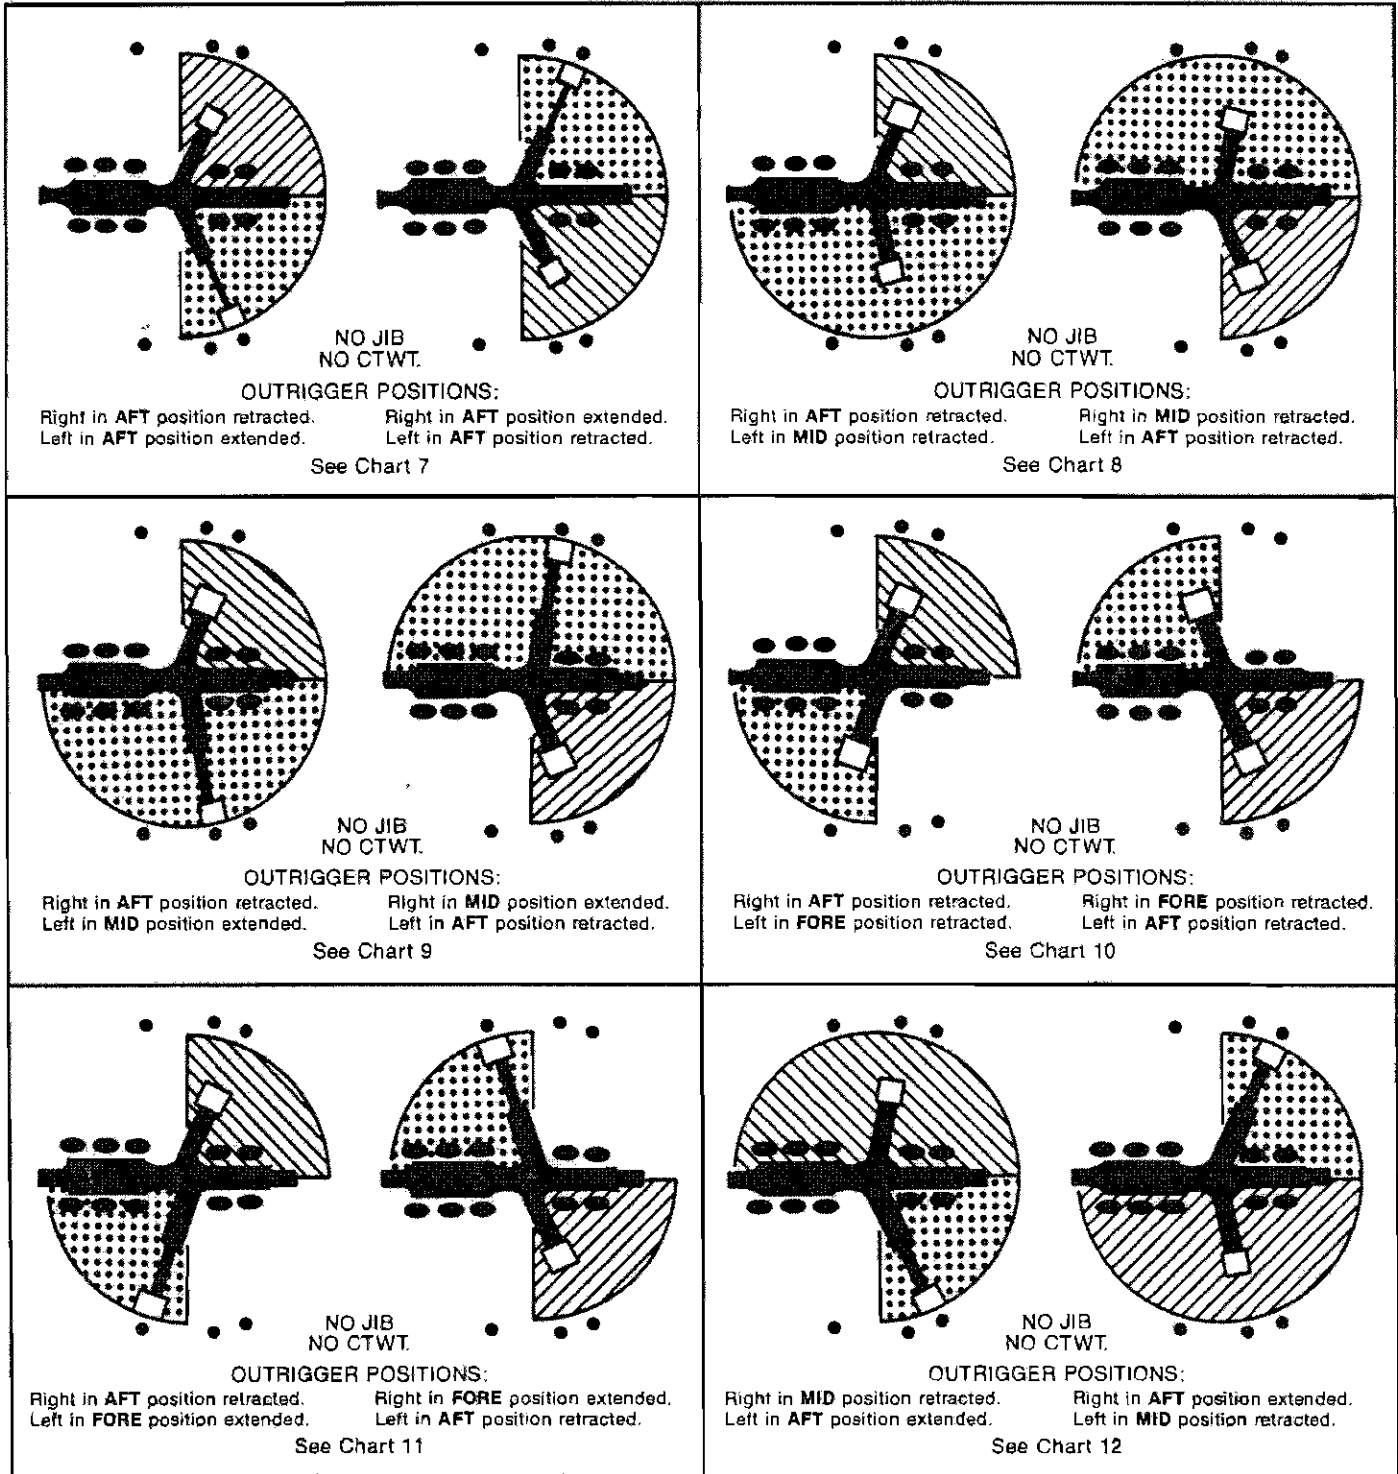 NO JIB
NO CTWT.
OUTRIGGER POSITIONS:
Right in AFT position retracted.
Left in AFT position extended.
Right in AFT position extended.
Left in AFT position retracted.
See Chart 7
NO JIB
NO CTWT.
OUTRIGGER POSITIONS:
Right in AFT position retracted.
Left in MID position retracted.
Right in MID position retracted.
Left in AFT position retracted.
See Chart 8
NO JIB
NO CTWT.
OUTRIGGER POSITIONS:
Right in AFT position retracted.
Left in MID position extended.
Right in MID position extended.
Left in AFT position retracted.
See Chart 9
NO JIB
NO CTWT.
OUTRIGGER POSITIONS:
Right in AFT position retracted.
Left in FORE position retracted.
Right in FORE position retracted.
Left in AFT position retracted.
See Chart 10
NO JIB
NO CTWT.
OUTRIGGER POSITIONS:
Right in AFT position retracted.
Left in FORE position extended.
Right in FORE position extended.
Left in AFT position retracted.
See Chart 11
NO JIB
NO CTWT.
OUTRIGGER POSITIONS:
Right in MID position retracted.
Left in AFT position extended.
Right in AFT position extended.
Left in MID position retracted.
See Chart 12